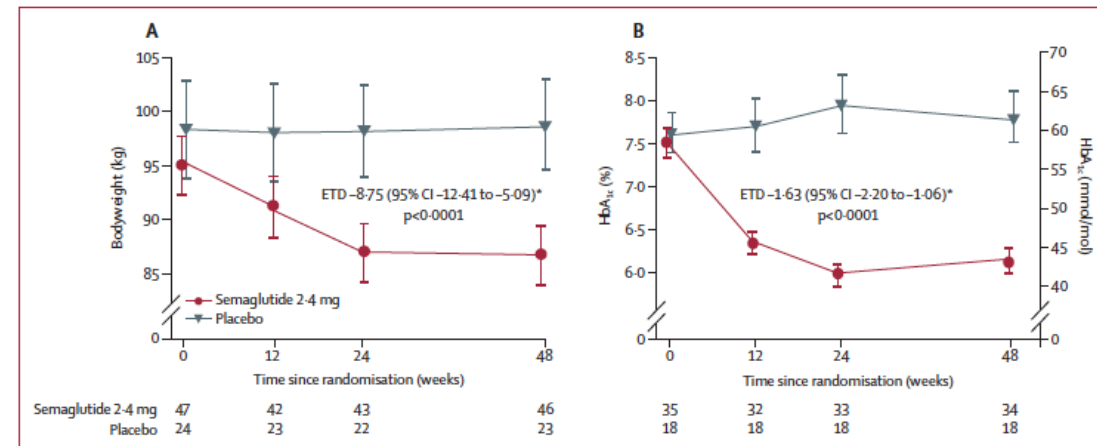 A
105
100
95
90
85
0
Bodyweight (kg)
ETD –8·75 (95% CI –12·41 to –5·09)*
p<0·0001
Semaglutide 2·4 mg
Placebo
0 12 24 48
Time since randomisation (weeks)
B
8·5
8·0
7·5
7·0
6·5
6·0
0
HbA1c (%)
ETD –1·63 (95% CI –2·20 to –1·06)*
p<0·0001
70
65
60
55
50
45
40
0
HbA1c (mmol/mol)
0 12 24 48
Time since randomisation (weeks)
Semaglutide 2·4 mg 47 42 43 46 35 32 33 34
Placebo 24 23 22 23 18 18 18 18